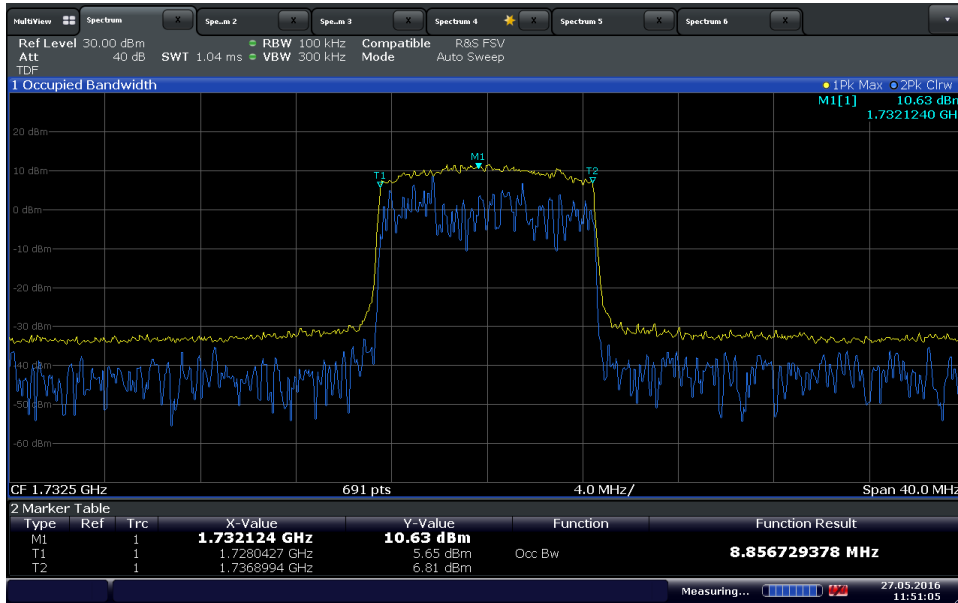 MultiView Spectrum X Spe...m 2 X Spe...m 3 X Spectrum 4 X Spectrum 5 X Spectrum 6 X
Ref Level 30.00 dBm RBW 100 kHz Compatible R&S FSV
Att 40 dB SWT 1.04 ms VBW 300 kHz Mode Auto Sweep
TDF
1 Occupied Bandwidth 1Pk Max 2Pk Clrw
M1[1] 10.63 dBm
1.7321240 GH
20 dBm
M1
10 dBm T1 T2
0 dBm
-10 dBm
-20 dBm
-30 dBm
-40 dBm
-50 dBm
-60 dBm
CF 1.7325 GHz 691 pts 4.0 MHz/ Span 40.0 MHz
2 Marker Table
Type Ref Trc X-Value Y-Value Function Function Result
M1 1 1.732124 GHz 10.63 dBm
T1 1 1.7280427 GHz 5.65 dBm Occ Bw 8.856729378 MHz
T2 1 1.7368994 GHz 6.81 dBm
Measuring... 27.05.2016
11:51:05